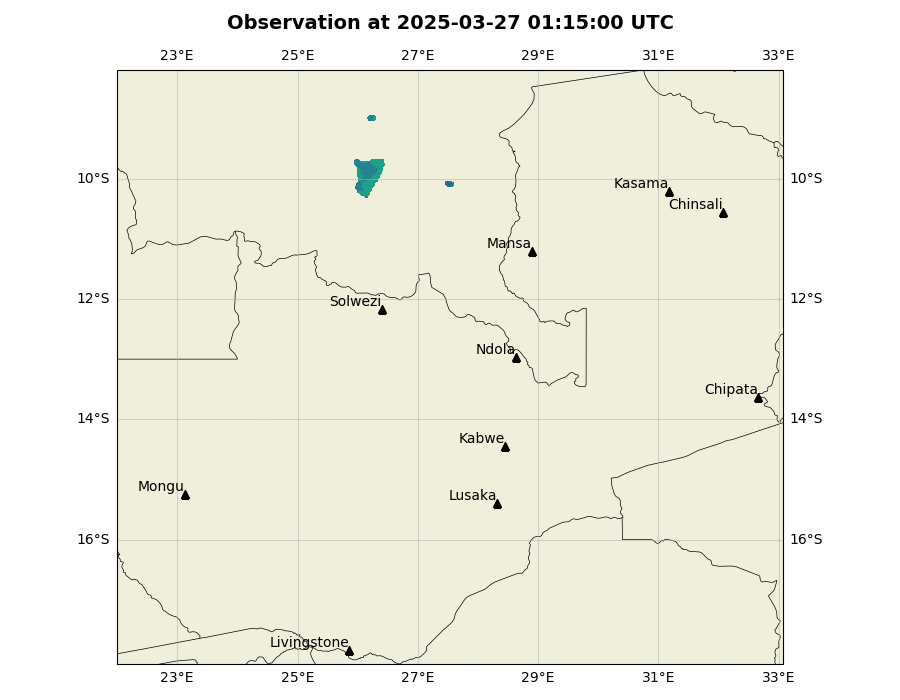 Observation at 2025-03-27 01:15:00 UTC
23°E 25°E 27°E 29°E 31°E 33°E
10°S 10°S
Kasama
Chinsali
Mansa
12°S 12°S
Solwezi
Ndola
Chipata
14°S 14°S
Kabwe
Mongu
Lusaka
16°S 16°S
Livingstone
23°E 25°E 27°E 29°E 31°E 33°E